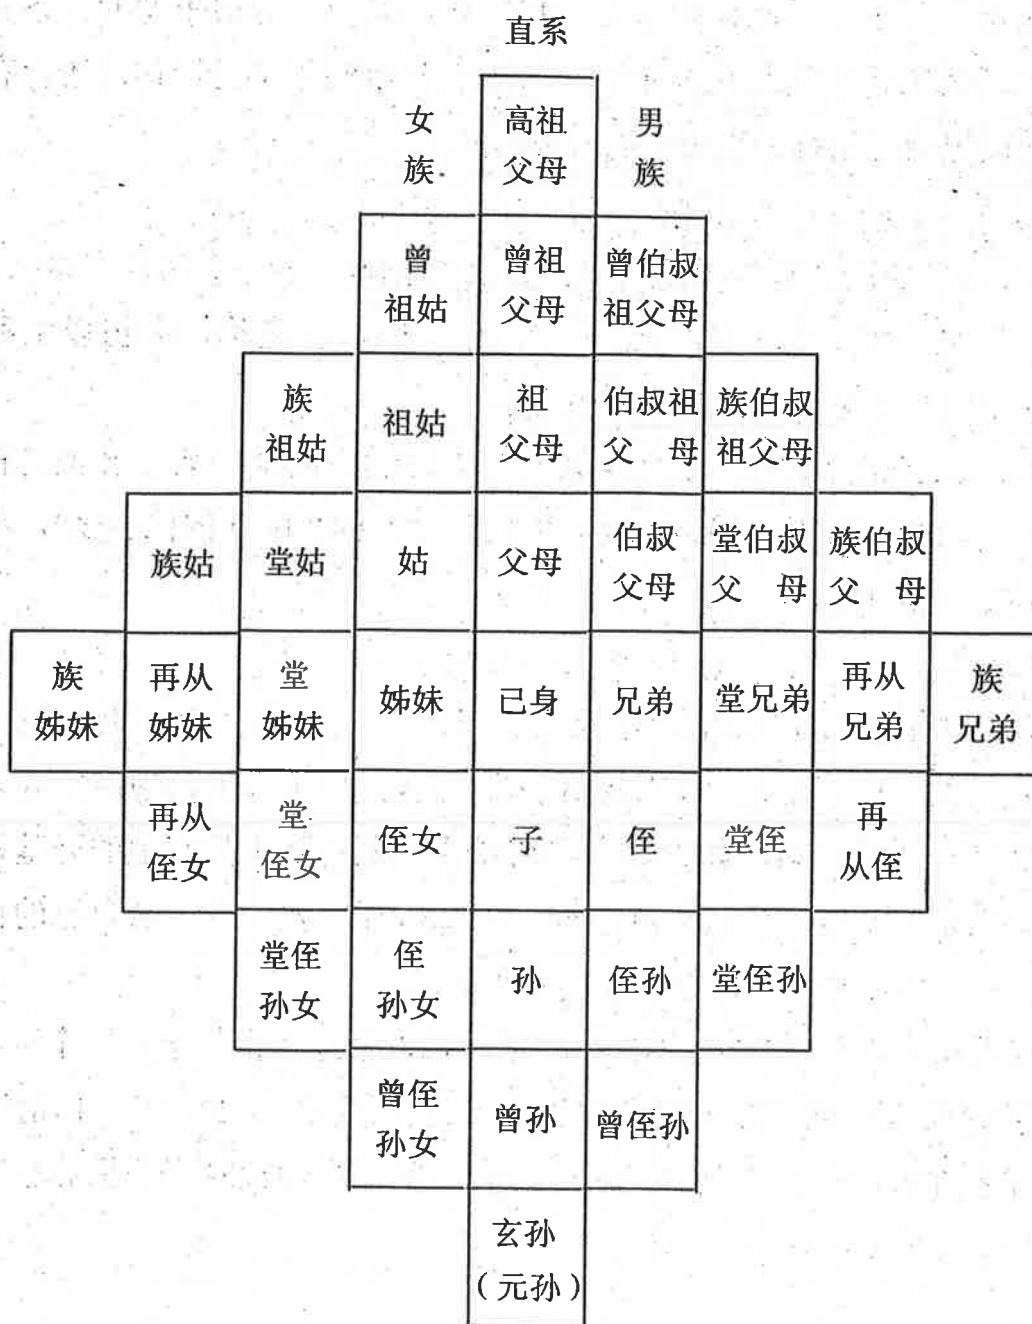 直系
女族
高祖父母
男族
曾祖姑
曾祖父母
曾伯叔祖父母
族祖姑
祖姑
祖父母
伯叔祖父母
族伯叔祖父母
族姑
堂姑
姑
父母
伯叔父母
堂伯叔父母
族伯叔父母
族姊妹
再从姊妹
堂姊妹
姊妹
已身
兄弟
堂兄弟
再从兄弟
族兄弟
再从侄女
堂侄女
侄女
子
侄
堂侄
再从侄
堂侄孙女
侄孙女
孙
侄孙
堂侄孙
曾侄孙女
曾孙
曾侄孙
玄孙
（元孙）